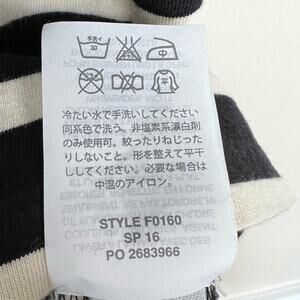 手洗イ
30
中
冷たい水で手洗いしてください
同系色で洗う。非塩素系漂白剤
のみ使用可。絞ったりねじった
りしないこと。形を整えて平干
ししてください。必要な場合は
中温のアイロン。
STYLE F0160
SP 16
PO 2683966